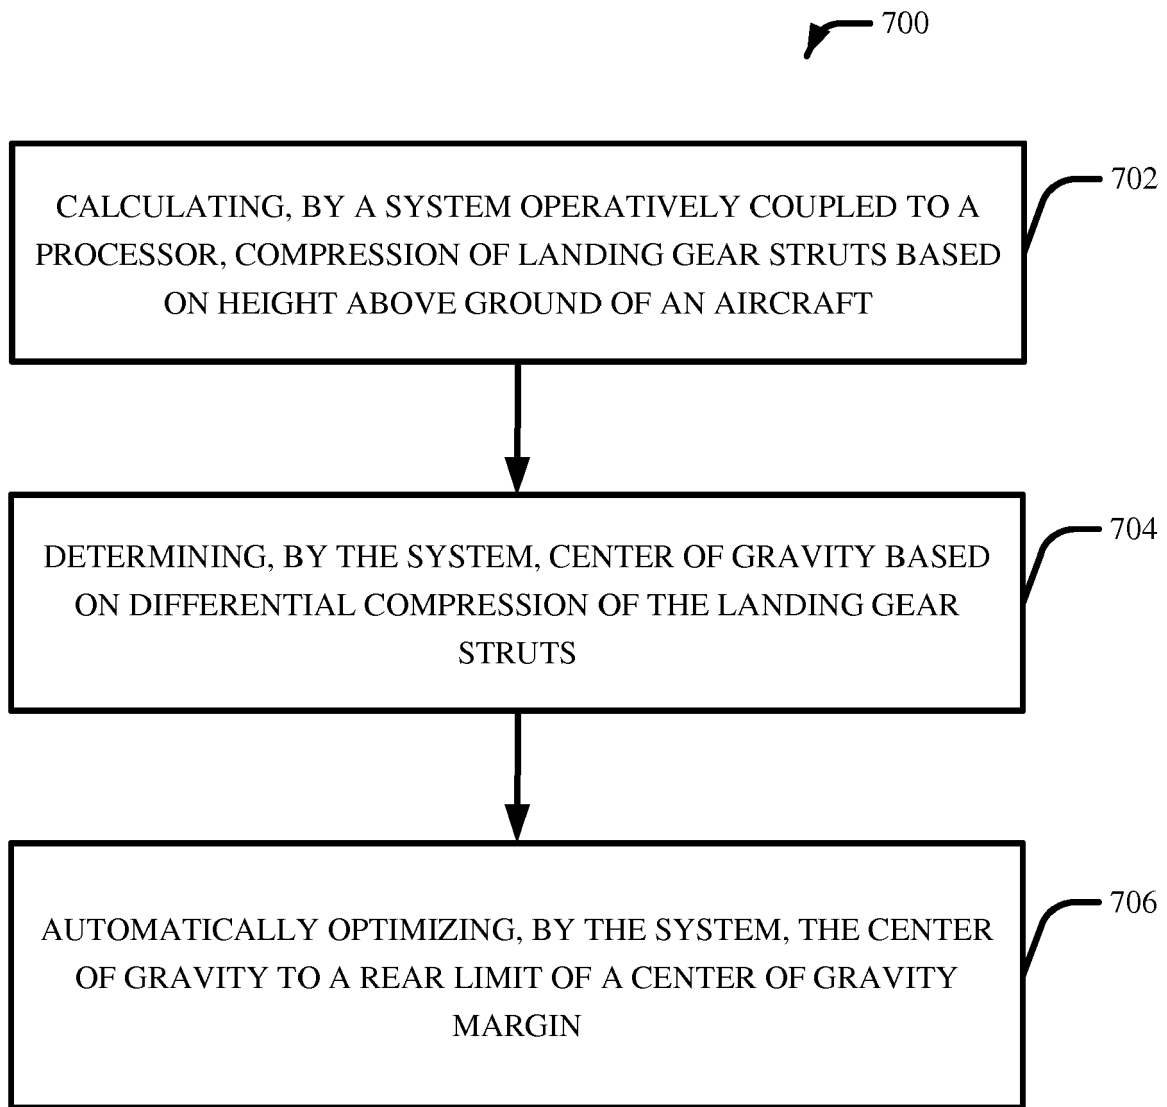 700
CALCULATING, BY A SYSTEM OPERATIVELY COUPLED TO A
PROCESSOR, COMPRESSION OF LANDING GEAR STRUTS BASED
ON HEIGHT ABOVE GROUND OF AN AIRCRAFT
702
DETERMINING, BY THE SYSTEM, CENTER OF GRAVITY BASED
ON DIFFERENTIAL COMPRESSION OF THE LANDING GEAR
STRUTS
704
AUTOMATICALLY OPTIMIZING, BY THE SYSTEM, THE CENTER
OF GRAVITY TO A REAR LIMIT OF A CENTER OF GRAVITY
MARGIN
706